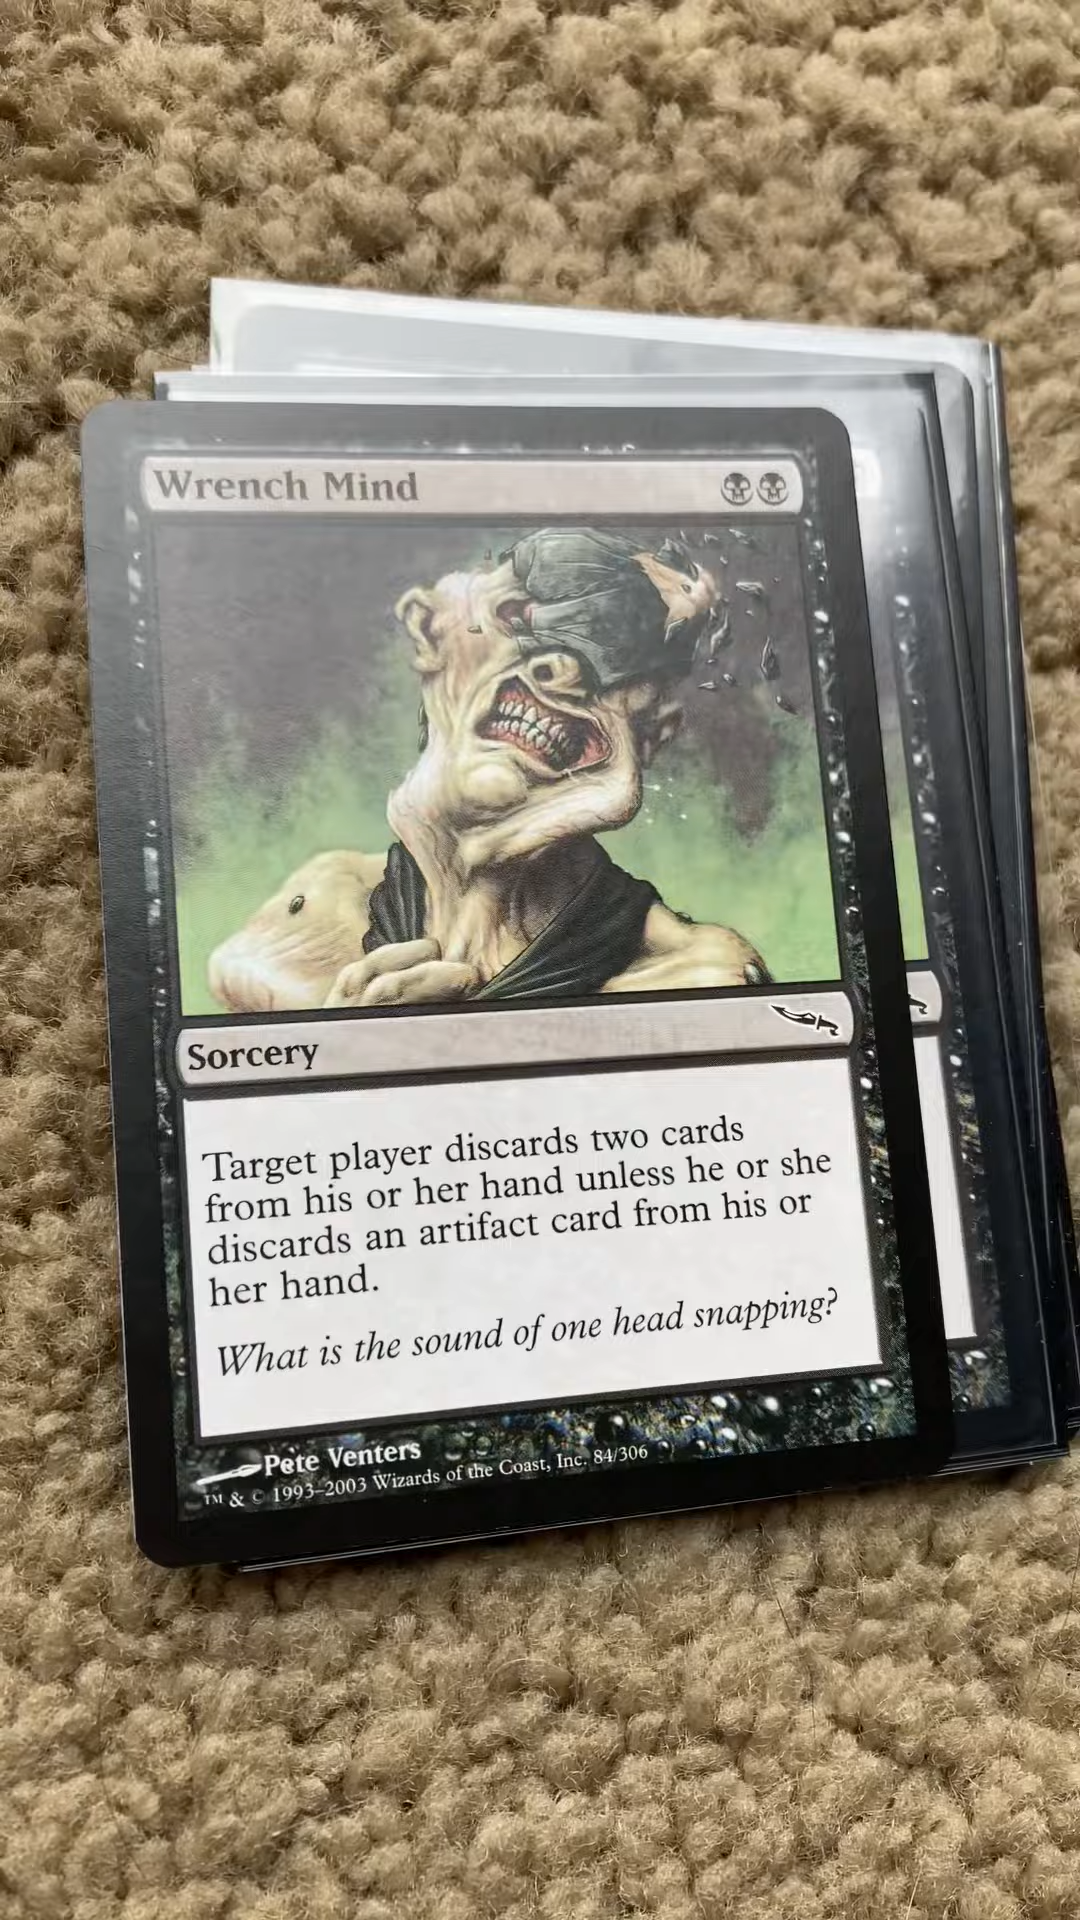 Wrench Mind
Sorcery
Target player discards two cards
from his or her hand unless he or she
discards an artifact card from his or
her hand.
What is the sound of one head snapping?
Pete Venters
™ & © 1993–2003 Wizards of the Coast, Inc. 84/306